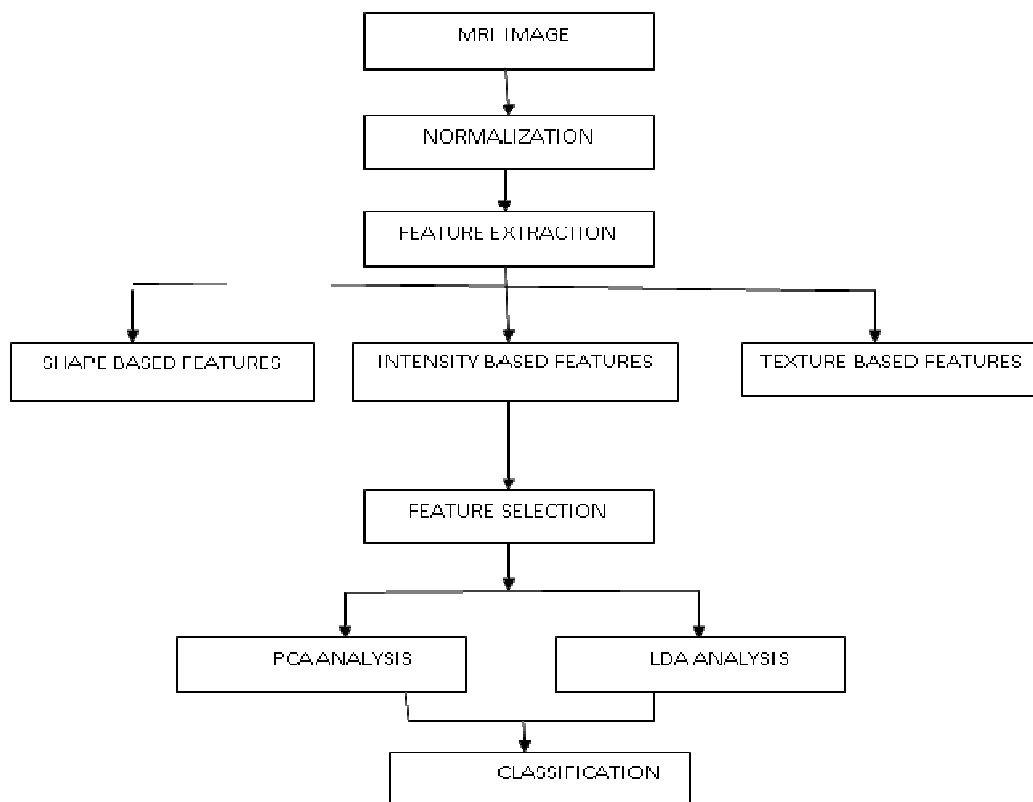 MRI IMAGE
NORMALIZATION
FEATURE EXTRACTION
SHAPE BASED FEATURES
INTENSITY BASED FEATURES
TEXTURE BASED FEATURES
FEATURE SELECTION
PCA ANALYSIS
LDA ANALYSIS
CLASSIFICATION